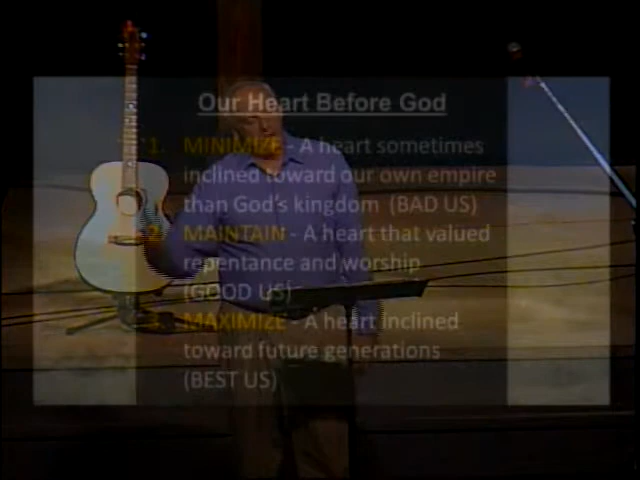 Our Heart Before God
1. MINIMIZE - A heart sometimes
inclined toward our own empire
than God's kingdom (BAD US)
2. MAINTAIN - A heart that valued
repentance and worship
(GOOD US)
3. MAXIMIZE - A heart inclined
toward future generations
(BEST US)